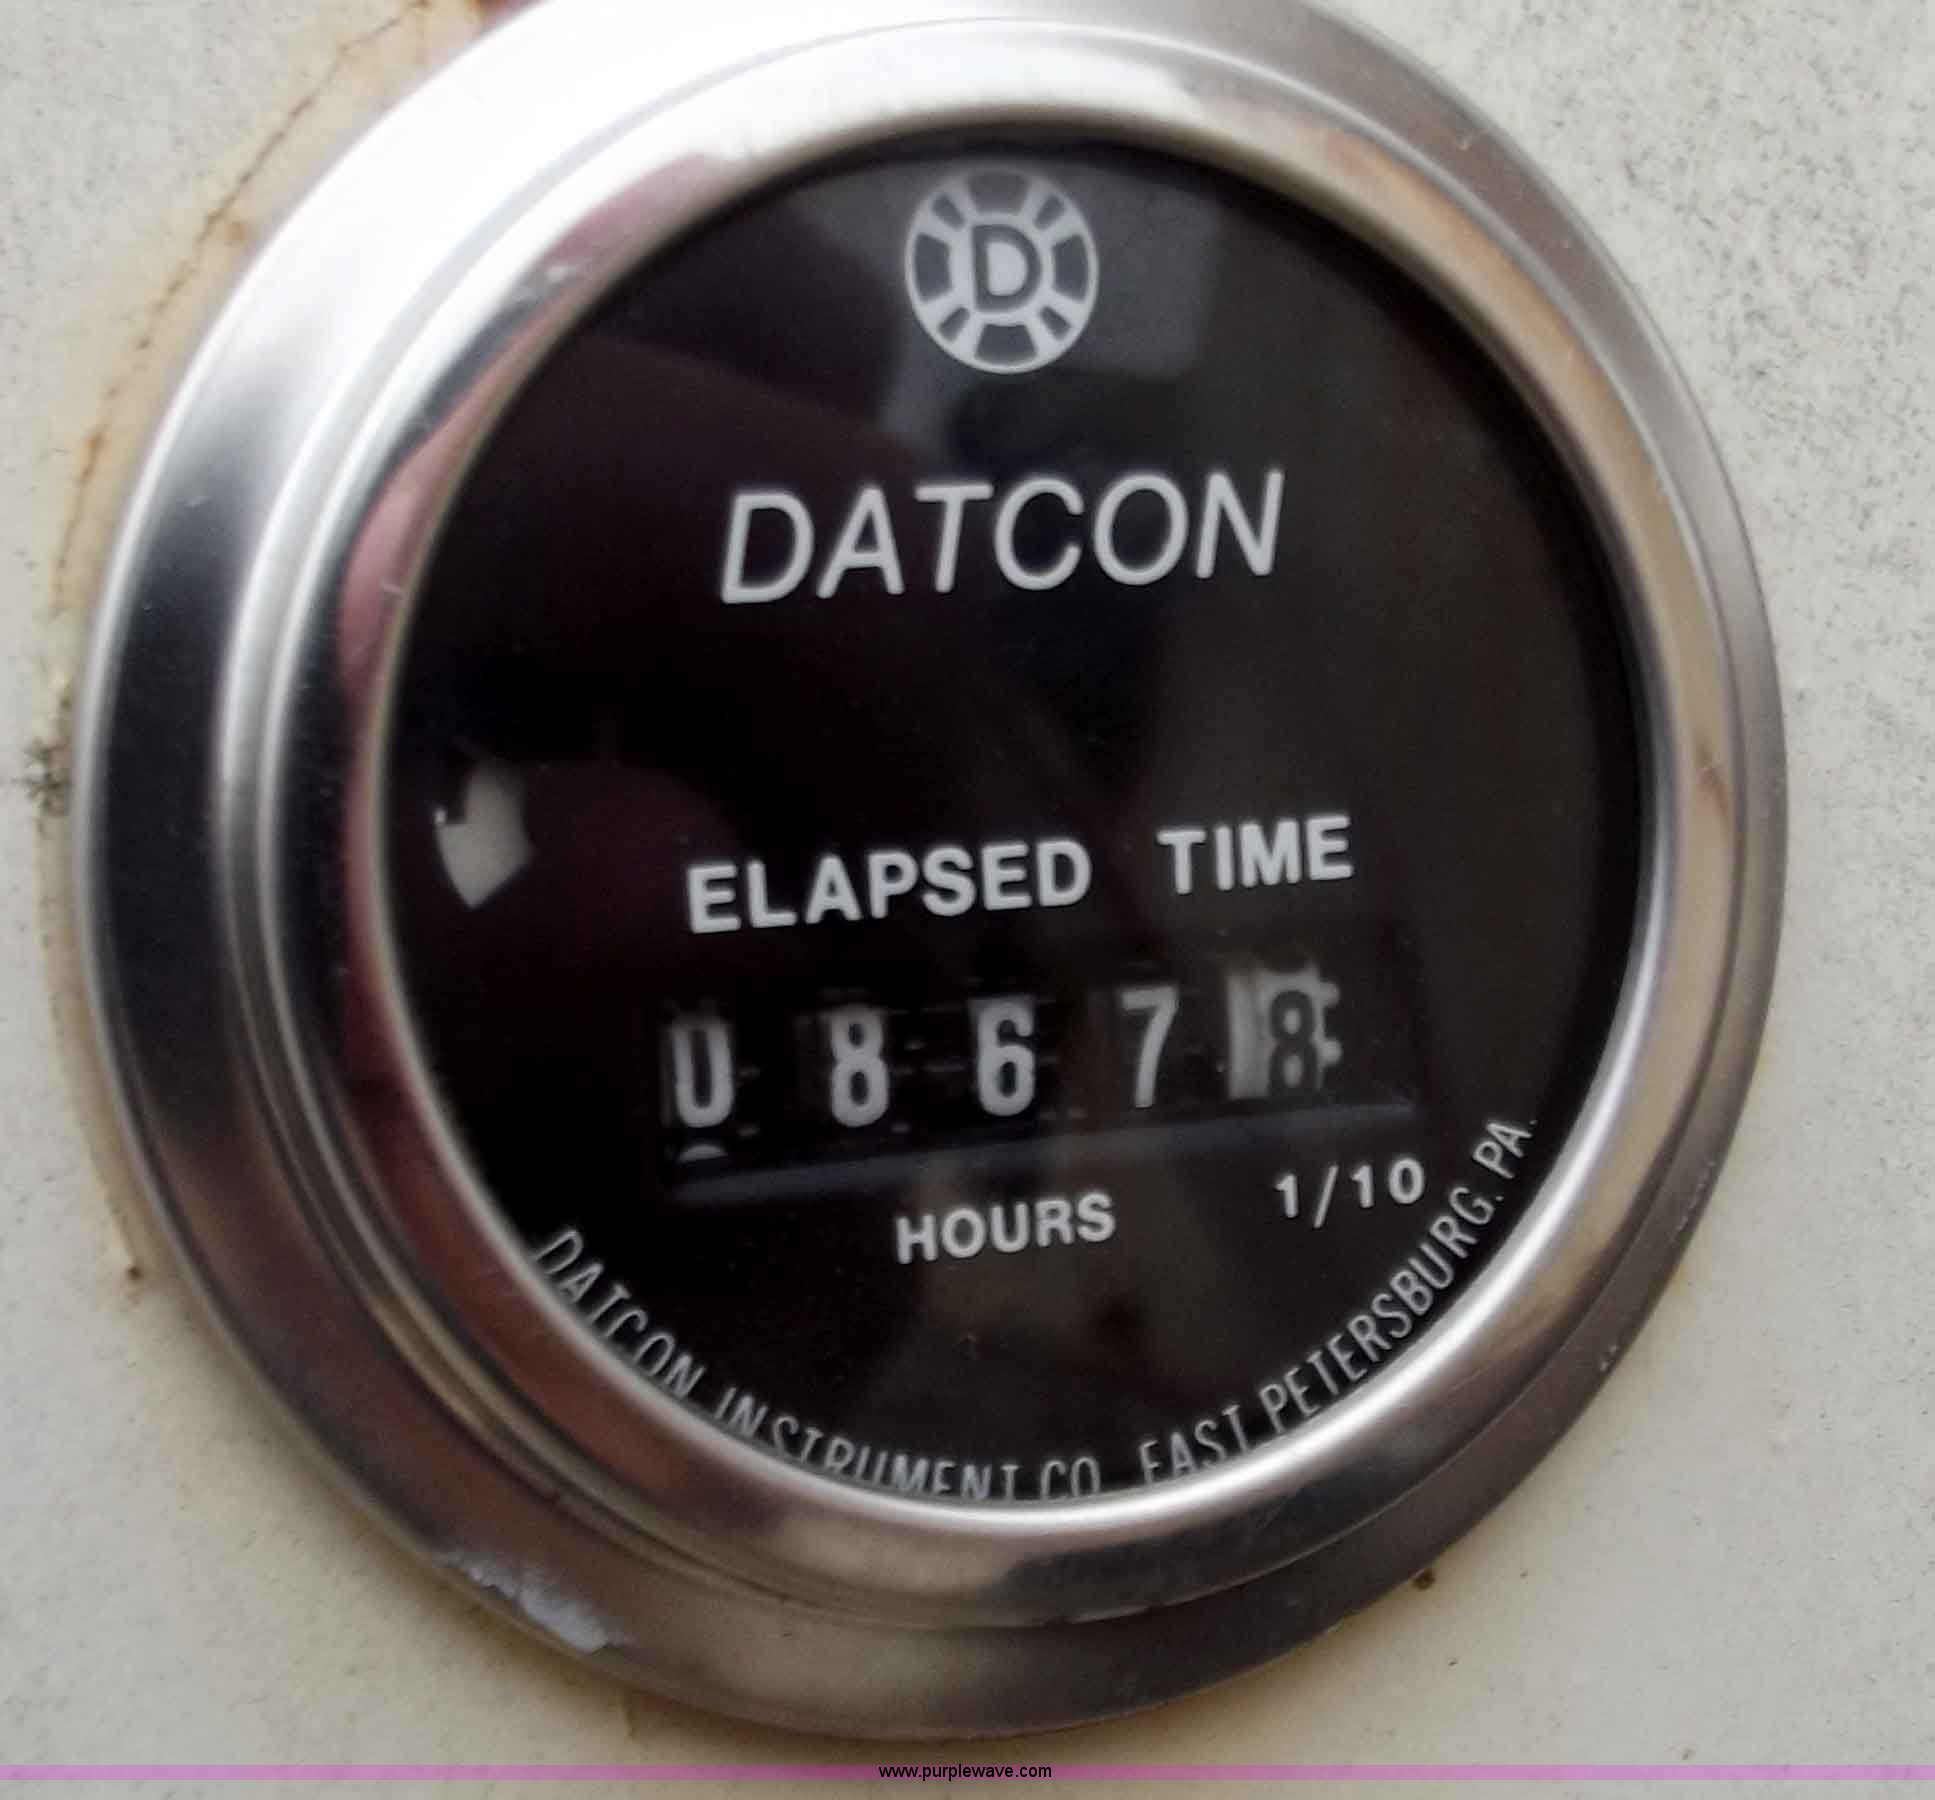 D
DATCON
ELAPSED TIME
0 8 6 7 8
HOURS 1/10
DATCON INSTRUMENT CO. EAST PETERSBURG. PA.
www.purplewave.com